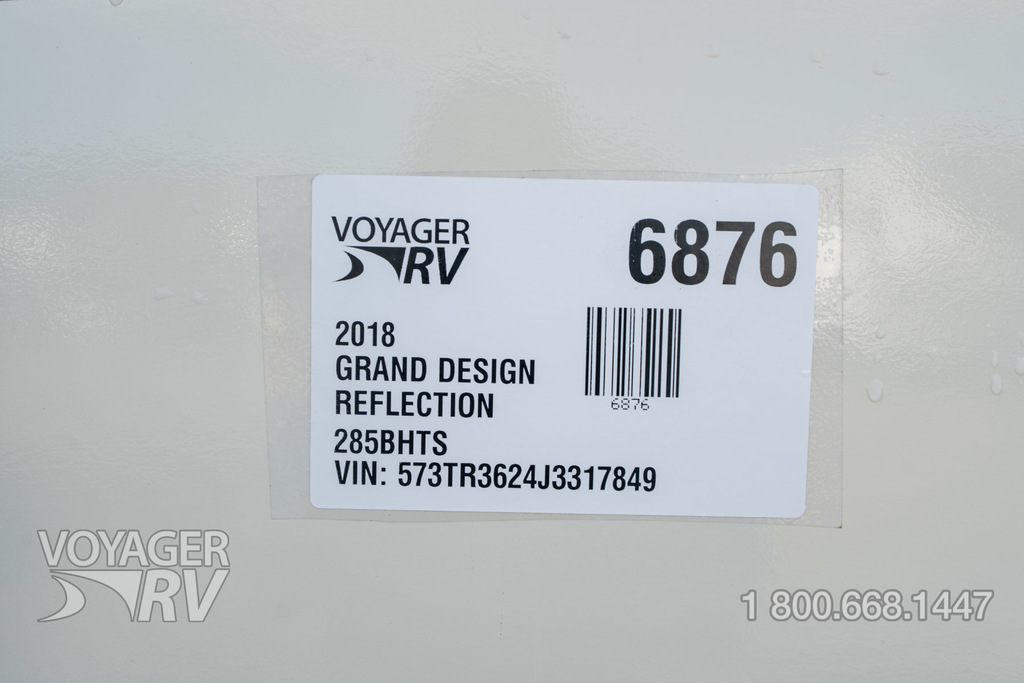 VOYAGER
RV
6876
2018
GRAND DESIGN
REFLECTION
285BHTS
VIN: 573TR3624J3317849
6876
VOYAGER
RV
1 800.668.1447